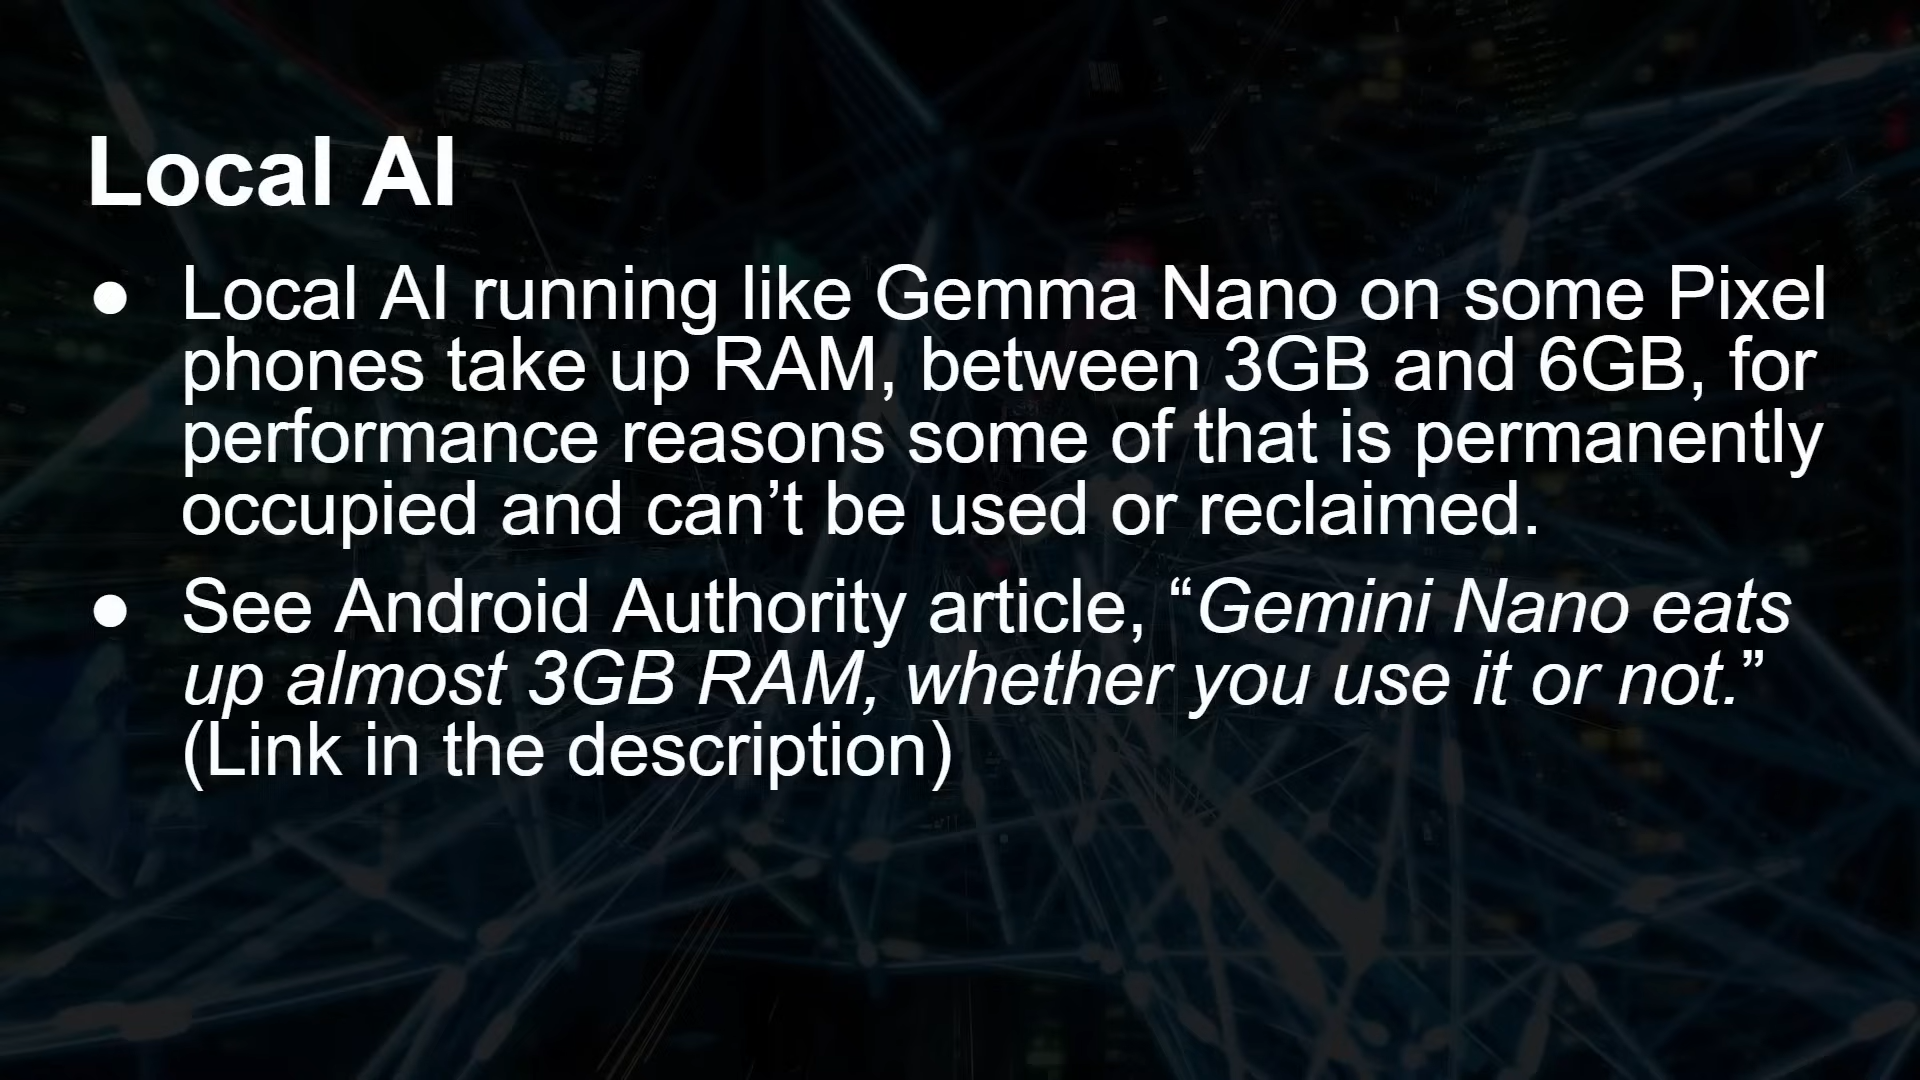 Local AI
● Local AI running like Gemma Nano on some Pixel
phones take up RAM, between 3GB and 6GB, for
performance reasons some of that is permanently
occupied and can’t be used or reclaimed.
● See Android Authority article, “Gemini Nano eats
up almost 3GB RAM, whether you use it or not.”
(Link in the description)